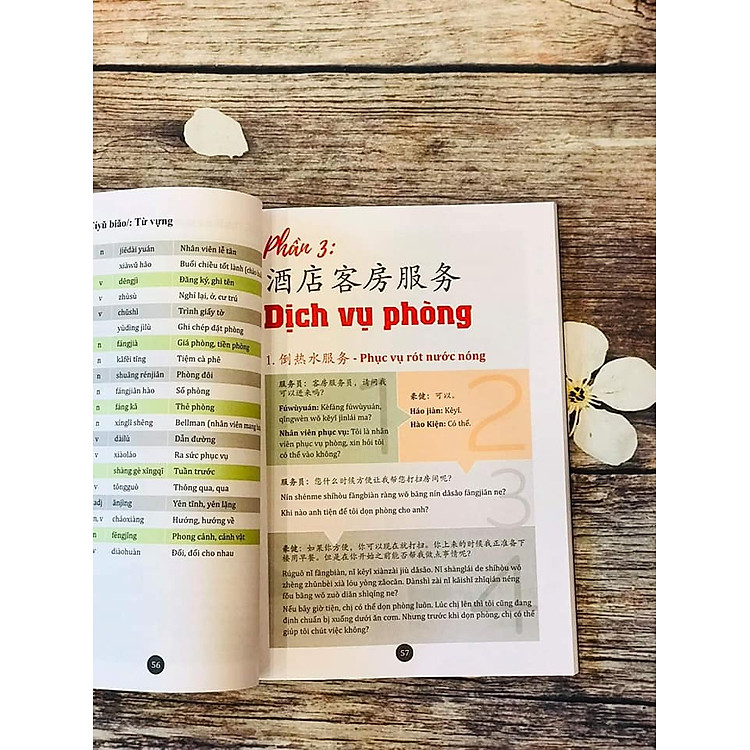 biǎo/: Từ vựng
n jiēdài yuán Nhân viên lễ tân
xiàwǔ hǎo Buổi chiều tốt lành
v dēngjì Đăng ký, ghi tên
v zhùsù Nghỉ lại, ở, cư trú
v chūshì Trình giấy tờ
yùdìng jìlù Ghi chép đặt phòng
n fángjià Giá phòng, tiền phòng
n kāfēi tīng Tiệm cà phê
n shuāng rénjiān Phòng đôi
n fángjiān hào Số phòng
n fáng kǎ Thẻ phòng
n xínglǐ shēng Bellman (nhân viên mang
v dàilù Dẫn đường
v xiàoláo Ra sức phục vụ
shàng gè xīngqí Tuần trước
v tōngguò Thông qua, qua
adj ānjìng Yên tĩnh, yên lặng
n, v cháoxiàng Hướng, hướng về
n fēngjǐng Phong cảnh, cảnh vật
v diàohuàn Đổi, đổi cho nhau
56
Phần 3:
酒店客房服务
Dịch vụ phòng
1. 倒热水服务 - Phục vụ rót nước nóng
1
服务员：客房服务员，请问我
可以进来吗？
Fúwùyuán: Kèfáng fúwùyuán,
qǐngwèn wǒ kěyǐ jìnlái ma?
Nhân viên phục vụ: Tôi là nhân
viên phục vụ phòng, xin hỏi tôi
có thể vào không?
2
豪健：可以。
Háo jiàn: Kěyǐ.
Hào Kiện: Có thể.
3
服务员：您什么时候方便让我帮您打扫房间呢？
Nín shénme shíhòu fāngbiàn ràng wǒ bāng nín dǎsǎo fángjiān ne?
Khi nào anh tiện để tôi dọn phòng cho anh?
4
豪健：如果你方便，你可以现在就打扫。你上来的时候我正准备下
楼用早餐。但是在你开始之前能否帮我做点事情呢？
Rúguǒ nǐ fāngbiàn, nǐ kěyǐ xiànzài jiù dǎsǎo. Nǐ shànglái de shíhòu wǒ
zhèng zhǔnbèi xià lóu yòng zǎocān. Dànshì zài nǐ kāishǐ zhīqián néng
fǒu bāng wǒ zuò diǎn shìqíng ne?
Nếu bây giờ tiện, chị có thể dọn phòng luôn. Lúc chị lên thì tôi cũng đang
định chuẩn bị xuống dưới ăn cơm. Nhưng trước khi dọn phòng, chị có thể
giúp tôi chút việc không?
57